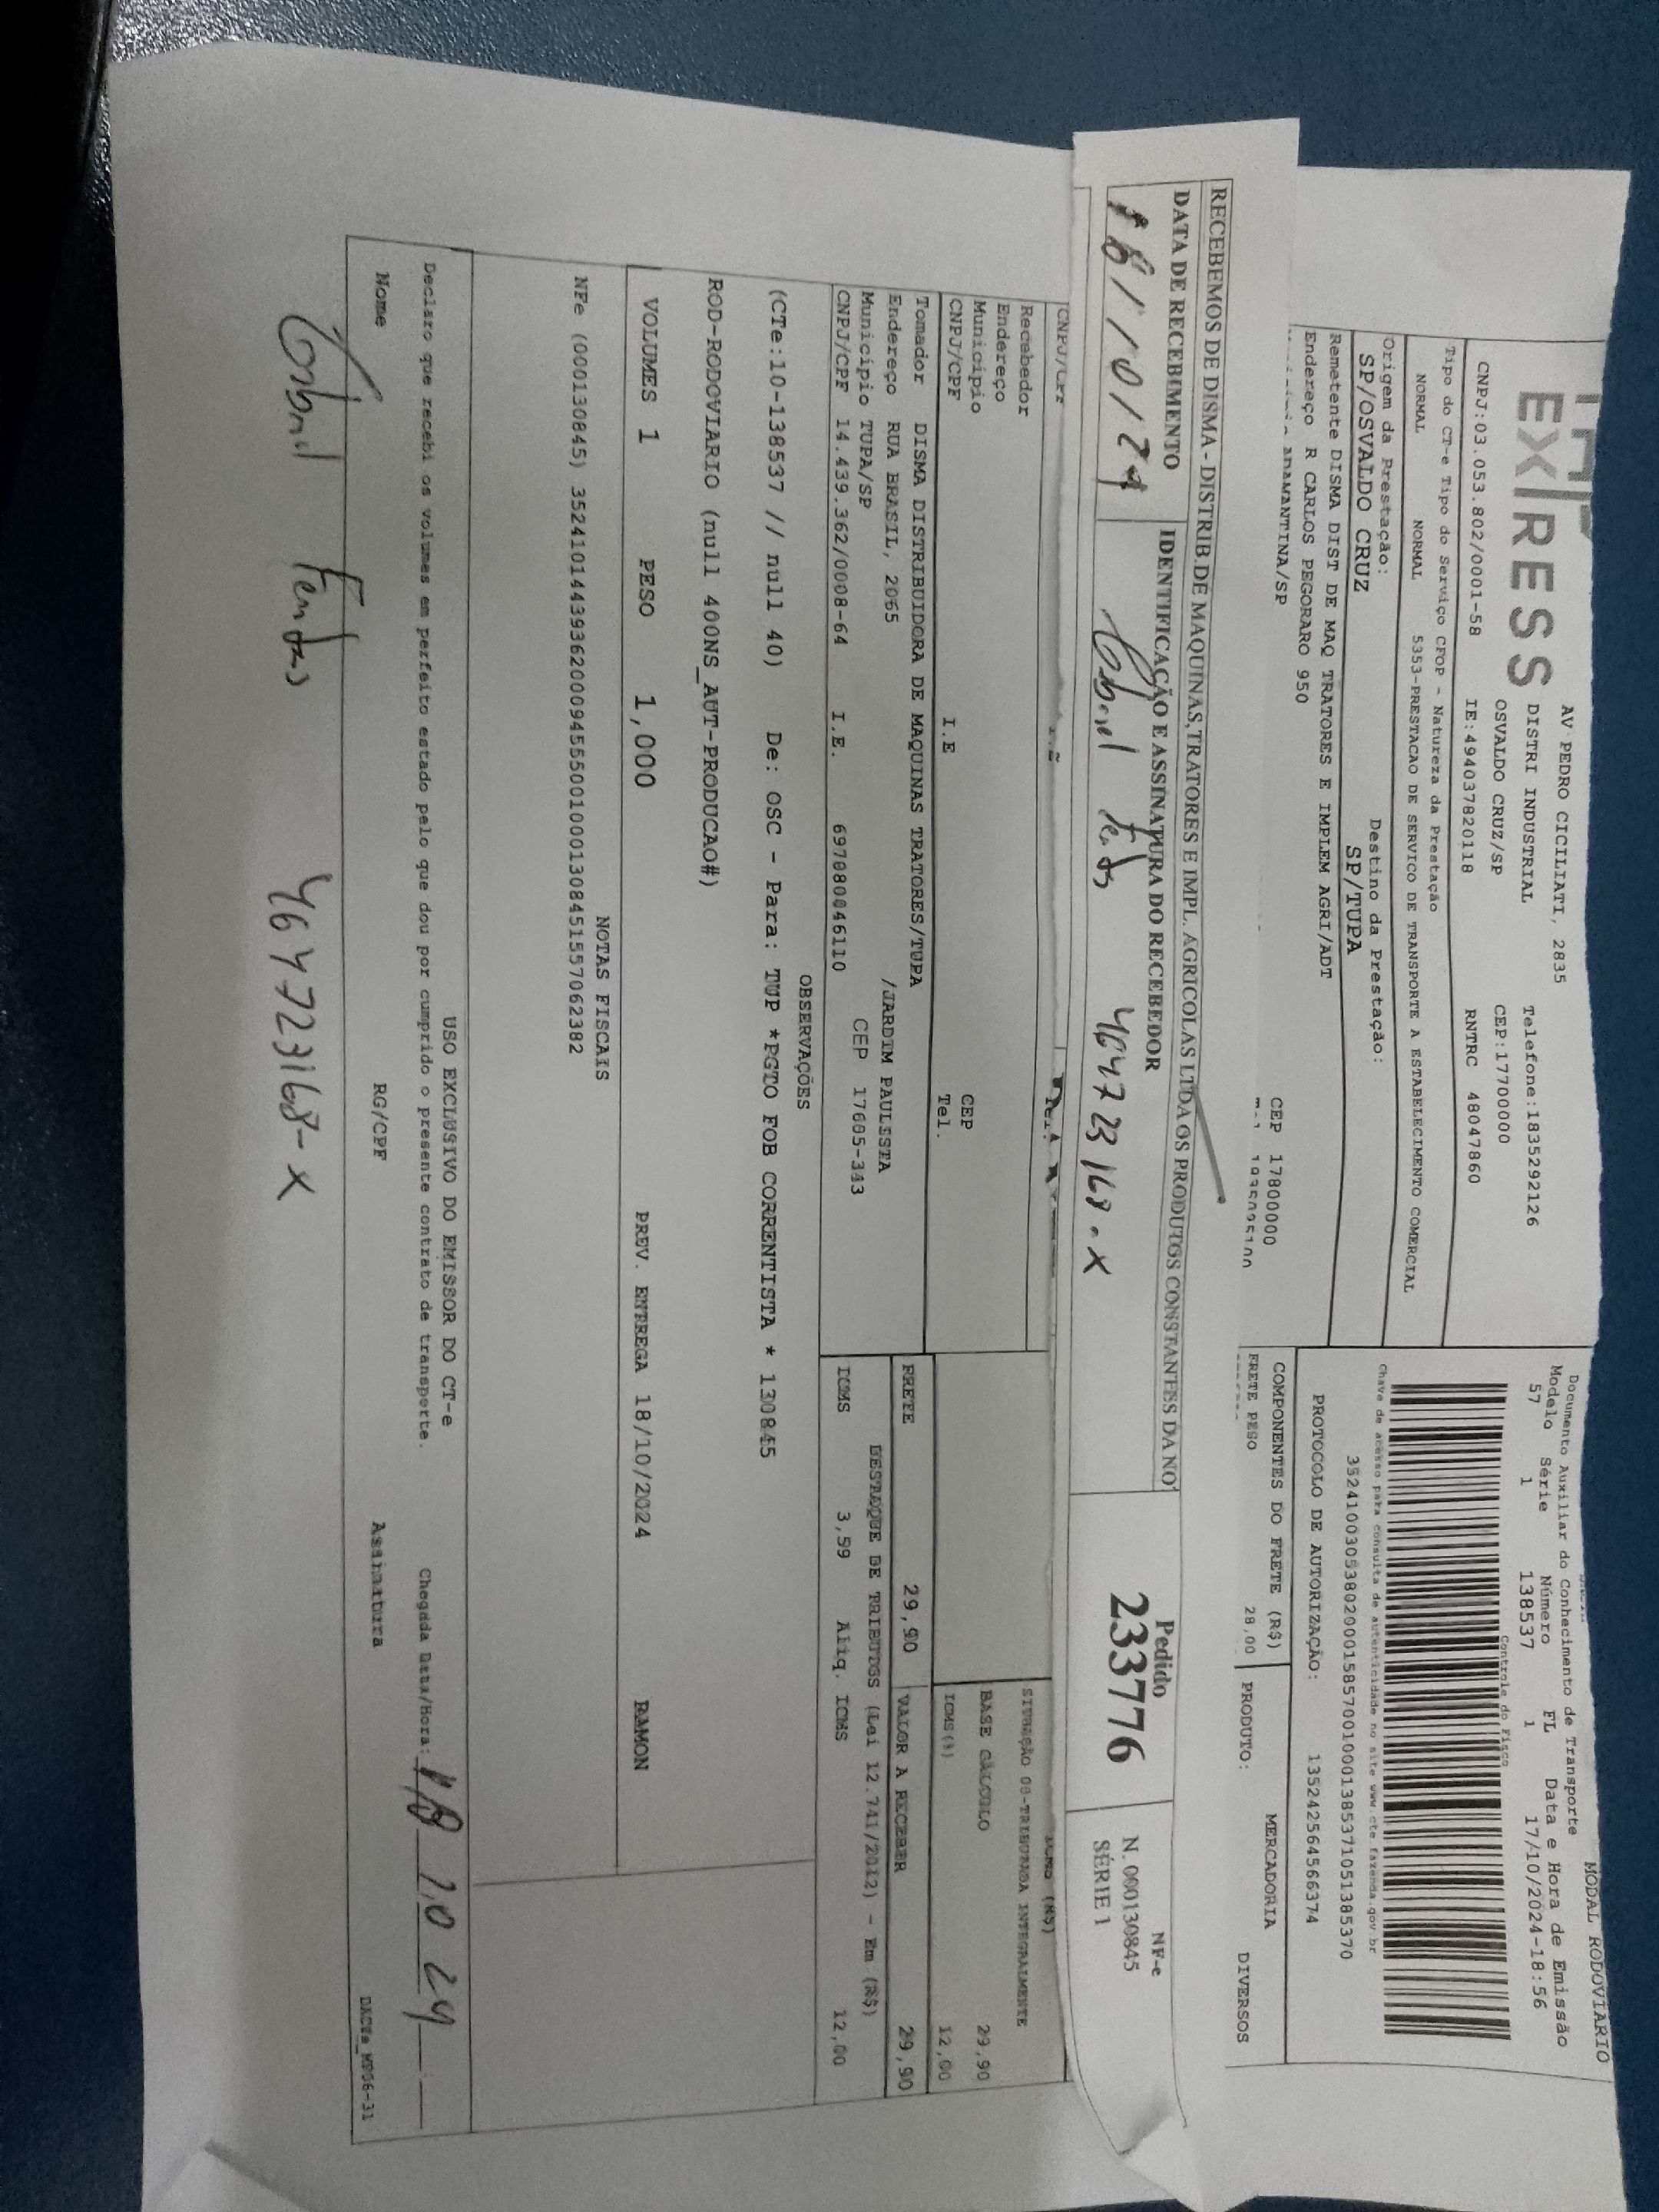 EX/RESS
AV PEDRO CICILIATI, 2835
DISTRI INDUSTRIAL Telefone:1835292126
OSVALDO CRUZ/SP CEP:17700000
CNPJ:03.053.802/0001-58 IE:494037820118 RNTRC 48047860
Tipo do CT-e Tipo do Serviço CFOP - Natureza da Prestação
NORMAL NORMAL 5353-PRESTACAO DE SERVICO DE TRANSPORTE A ESTABELECIMENTO COMERCIAL
Origem da Prestação: Destino da Prestação:
SP/OSVALDO CRUZ SP/TUPA
Remetente DISMA DIST DE MAQ TRATORES E IMPLEM AGRI/ADT
Endereço R CARLOS PEGORARO 950
ADAMANTINA/SP CEP 17800000
MODAL RODOVIARIO
Documento Auxiliar do Conhecimento de Transporte
Modelo Série Número FL Data e Hora de Emissão
57 1 138537 1 17/10/2024-18:56
Controle do Fisco
Chave de acesso para consulta de autenticidade no site www.cte.fazenda.gov.br
35241003053802000158570010001385371051385370
PROTOCOLO DE AUTORIZAÇÃO: 135242564566374
COMPONENTES DO FRETE (R$) MERCADORIA
FRETE PESO 28,00 PRODUTO: DIVERSOS
RECEBEMOS DE DISMA - DISTRIB.DE MAQUINAS,TRATORES E IMPL. AGRICOLAS LTDA OS PRODUTOS CONSTANTES DA NO
DATA DE RECEBIMENTO IDENTIFICAÇÃO E ASSINATURA DO RECEBEDOR
18/10/24 464723168-X
Pedido
233776
NF-e
N.000130845
SÉRIE 1
CNPJ/CPF
Recebedor
Endereço
Município CEP
CNPJ/CPF I.E Tel.
SITUAÇÃO 00-TRIBUTADA INTEGRALMENTE
BASE CÁLCULO 29,90
ICMS(%) 12,00
Tomador DISMA DISTRIBUIDORA DE MAQUINAS TRATORES/TUPA
Endereço RUA BRASIL, 2065 /JARDIM PAULISTA
Município TUPA/SP CEP 17605-343
CNPJ/CPF 14.439.362/0008-64 I.E. 697080046110
FRETE 29,90 VALOR A RECEBER 29,90
DESTAQUE DE TRIBUTOS (Lei 12.741/2012) - Em (R$)
ICMS 3,59 Aliq. ICMS 12,00
OBSERVAÇÕES
(CTe:10-138537 // null 40) De: OSC - Para: TUP *PGTO FOB CORRENTISTA * 130845
ROD-RODOVIARIO (null 400NS_AUT-PRODUCAO#)
VOLUMES 1 PESO 1,000 PREV. ENTREGA 18/10/2024 RAMON
NOTAS FISCAIS
NFe (000130845) 35241014439362000945550010001308451557062382
USO EXCLUSIVO DO EMISSOR DO CT-e
Declaro que recebi os volumes em perfeito estado pelo que dou por cumprido o presente contrato de transporte. Chegada Data/Hora: 18 10 24
Nome RG/CPF Assinatura DACTe_MP06-31
464723168-X